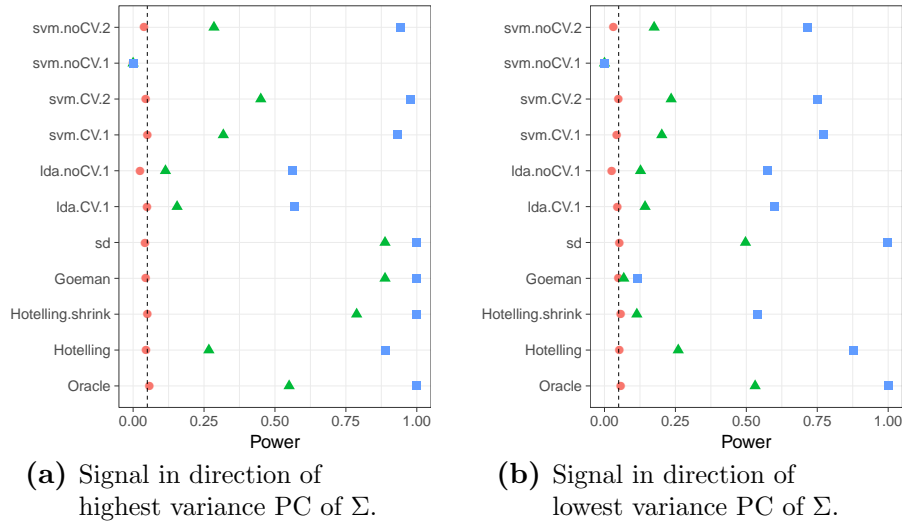 svm.noCV.2
svm.noCV.1
svm.CV.2
svm.CV.1
lda.noCV.1
lda.CV.1
sd
Goeman
Hotelling.shrink
Hotelling
Oracle
0.00 0.25 0.50 0.75 1.00
Power
(a) Signal in direction of
highest variance PC of Σ.
svm.noCV.2
svm.noCV.1
svm.CV.2
svm.CV.1
lda.noCV.1
lda.CV.1
sd
Goeman
Hotelling.shrink
Hotelling
Oracle
0.00 0.25 0.50 0.75 1.00
Power
(b) Signal in direction of
lowest variance PC of Σ.